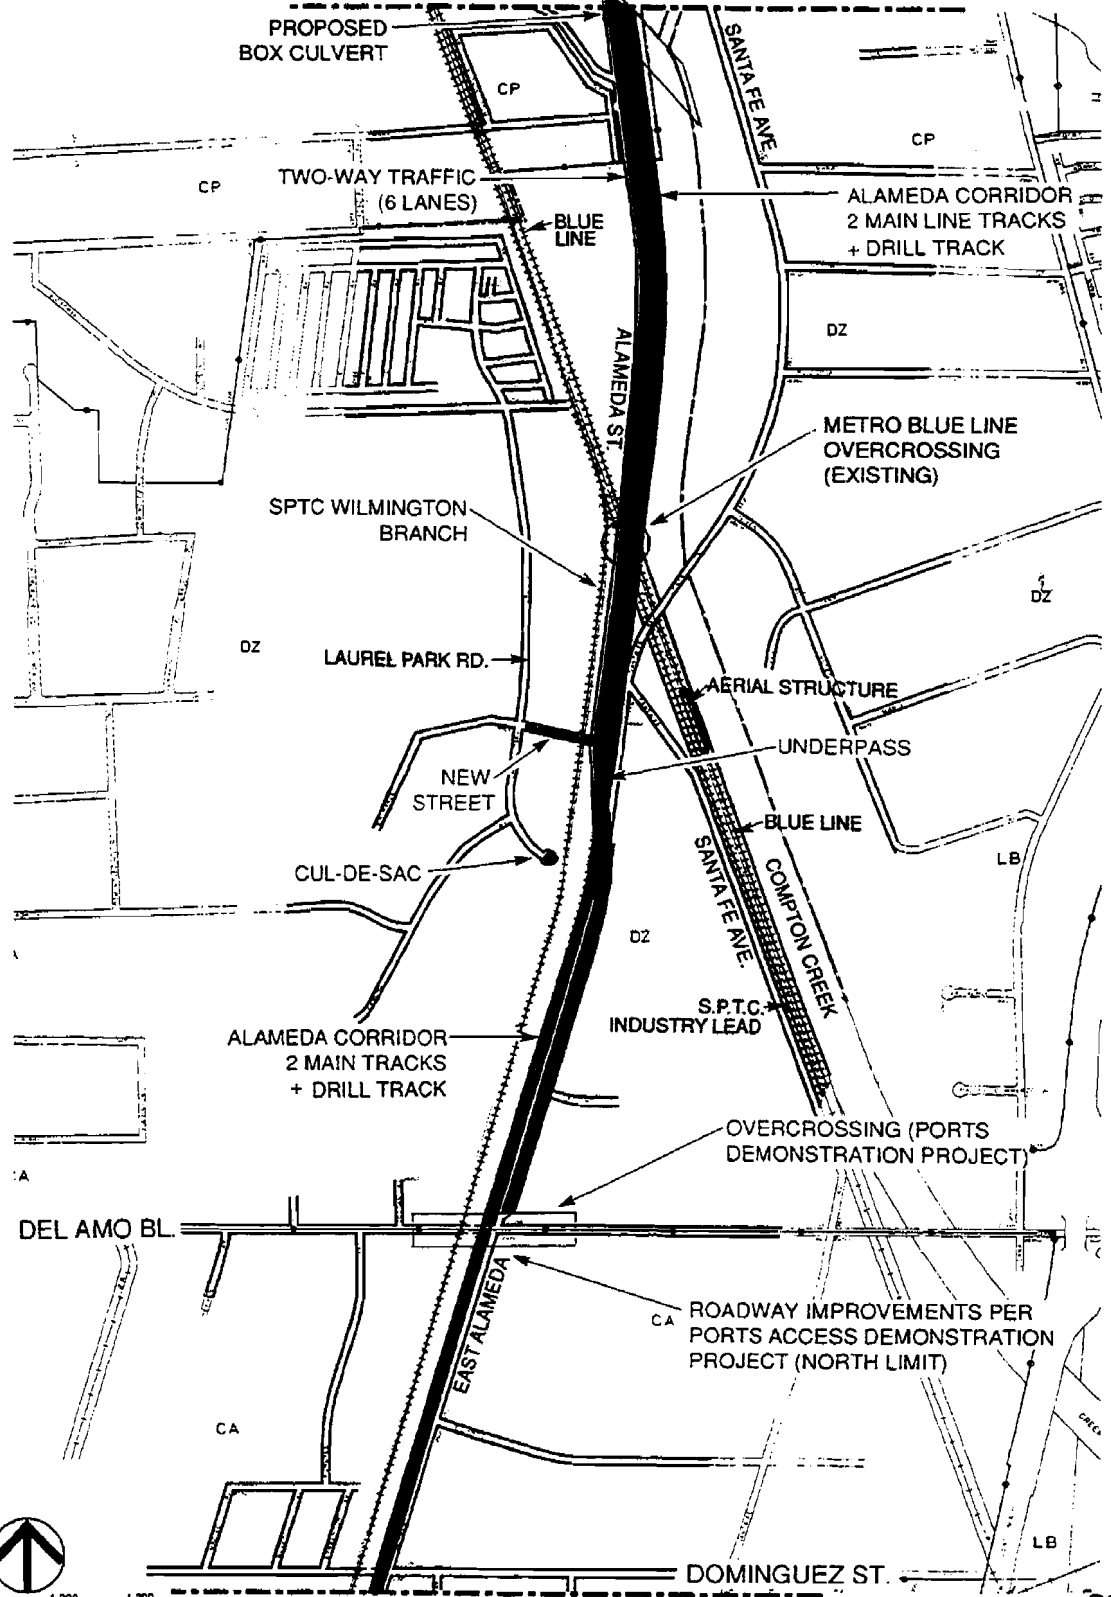 PROPOSED
BOX CULVERT
SANTA FE AVE.
CP
CP
CP
TWO-WAY TRAFFIC
(6 LANES)
ALAMEDA CORRIDOR
2 MAIN LINE TRACKS
+ DRILL TRACK
BLUE
LINE
DZ
ALAMEDA ST.
METRO BLUE LINE
OVERCROSSING
(EXISTING)
SPTC WILMINGTON
BRANCH
DZ
DZ
LAUREL PARK RD.
AERIAL STRUCTURE
UNDERPASS
NEW
STREET
BLUE LINE
CUL-DE-SAC
LB
SANTA FE AVE.
COMPTON CREEK
DZ
S.P.T.C.
INDUSTRY LEAD
ALAMEDA CORRIDOR
2 MAIN TRACKS
+ DRILL TRACK
OVERCROSSING (PORTS
DEMONSTRATION PROJECT)
DEL AMO BL.
EAST ALAMEDA
CA
ROADWAY IMPROVEMENTS PER
PORTS ACCESS DEMONSTRATION
PROJECT (NORTH LIMIT)
CA
LB
DOMINGUEZ ST.